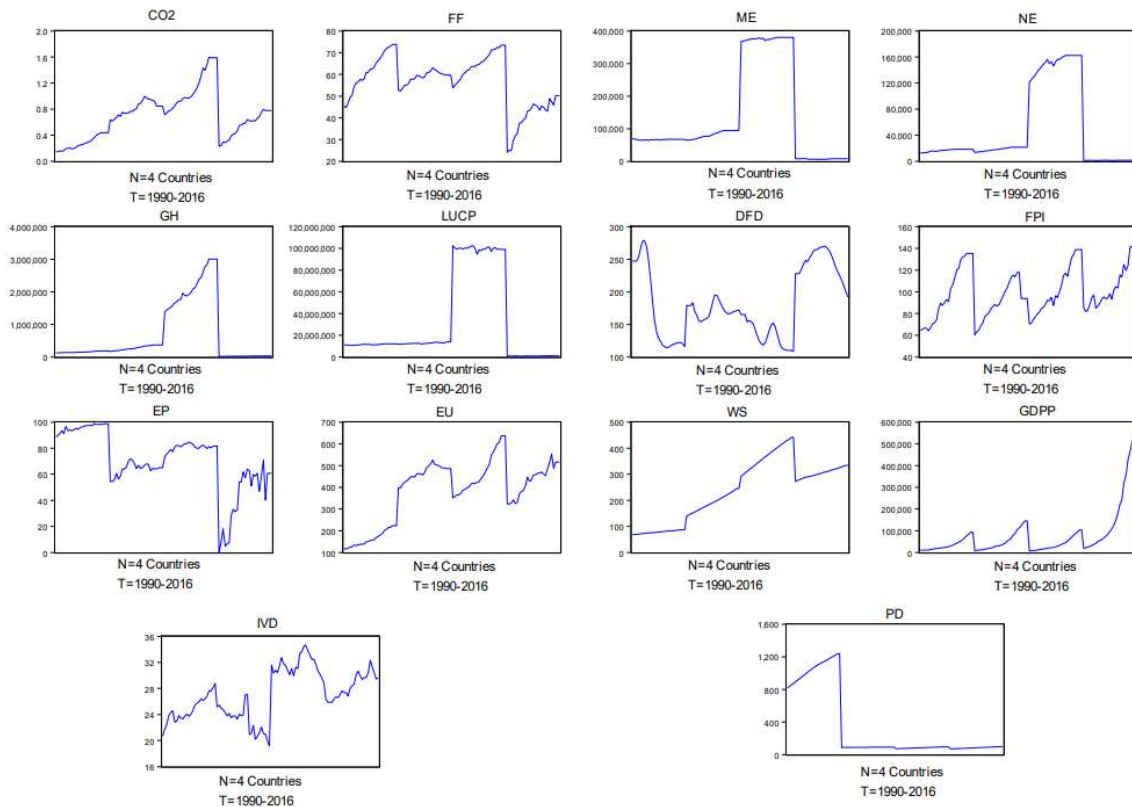 CO2
2.0
1.6
1.2
0.8
0.4
0.0
N=4 Countries
T=1990-2016
FF
80
70
60
50
40
30
20
N=4 Countries
T=1990-2016
ME
400,000
300,000
200,000
100,000
0
N=4 Countries
T=1990-2016
NE
200,000
160,000
120,000
80,000
40,000
0
N=4 Countries
T=1990-2016
GH
4,000,000
3,000,000
2,000,000
1,000,000
0
N=4 Countries
T=1990-2016
LUCP
120,000,000
100,000,000
80,000,000
60,000,000
40,000,000
20,000,000
0
N=4 Countries
T=1990-2016
DFD
300
250
200
150
100
N=4 Countries
T=1990-2016
FPI
160
140
120
100
80
60
40
N=4 Countries
T=1990-2016
EP
100
80
60
40
20
0
N=4 Countries
T=1990-2016
EU
700
600
500
400
300
200
100
N=4 Countries
T=1990-2016
WS
500
400
300
200
100
0
N=4 Countries
T=1990-2016
GDPP
600,000
500,000
400,000
300,000
200,000
100,000
0
N=4 Countries
T=1990-2016
IVD
36
32
28
24
20
16
N=4 Countries
T=1990-2016
PD
1,600
1,200
800
400
0
N=4 Countries
T=1990-2016